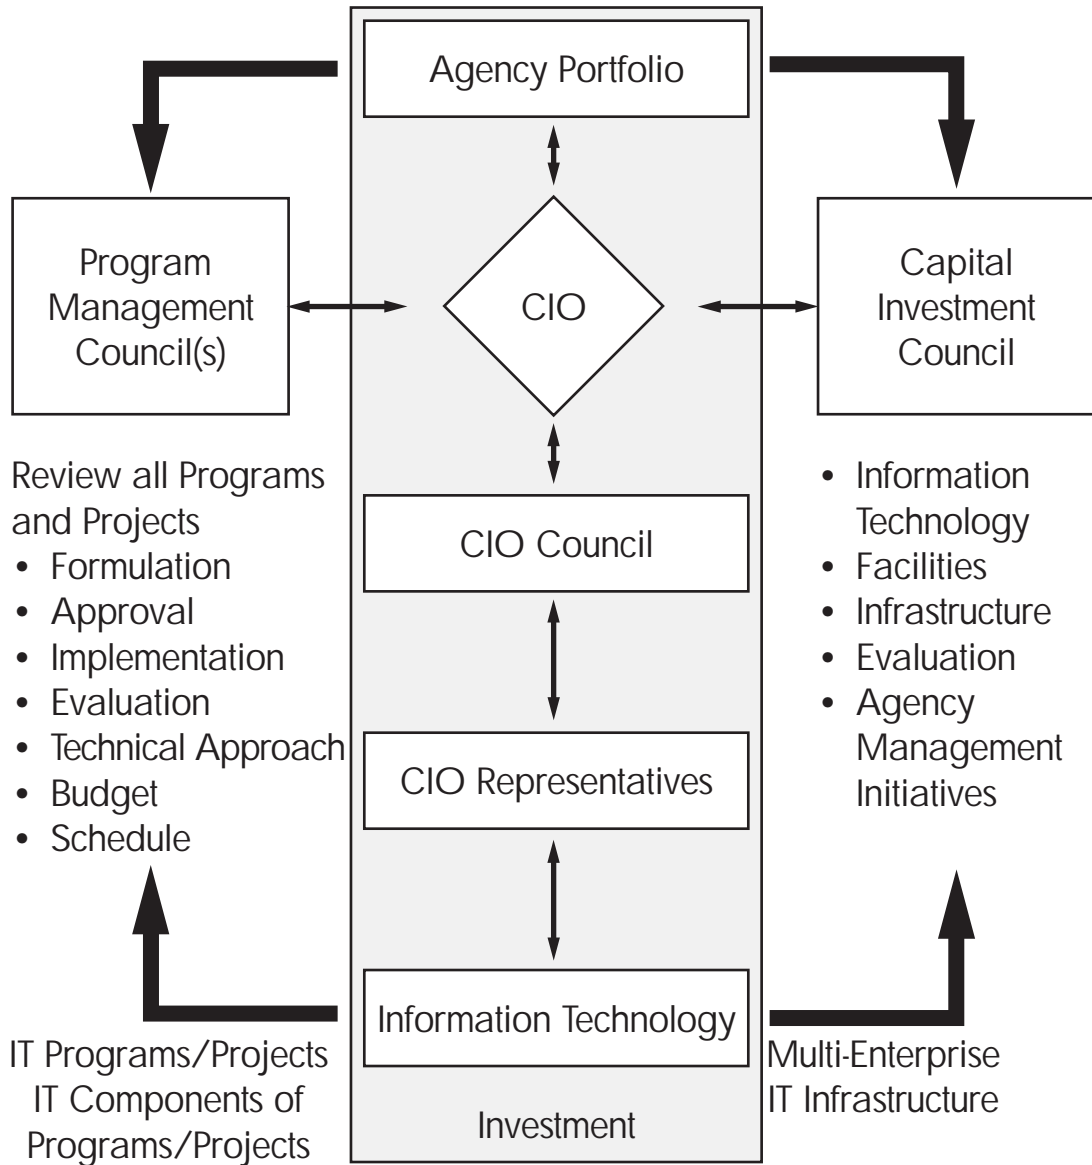 Agency Portfolio
Program
Management
Council(s)
CIO
Capital
Investment
Council
Review all Programs
and Projects
• Formulation
• Approval
• Implementation
• Evaluation
• Technical Approach
• Budget
• Schedule
CIO Council
CIO Representatives
Information Technology
Investment
• Information
Technology
• Facilities
• Infrastructure
• Evaluation
• Agency
Management
Initiatives
IT Programs/Projects
IT Components of
Programs/Projects
Multi-Enterprise
IT Infrastructure